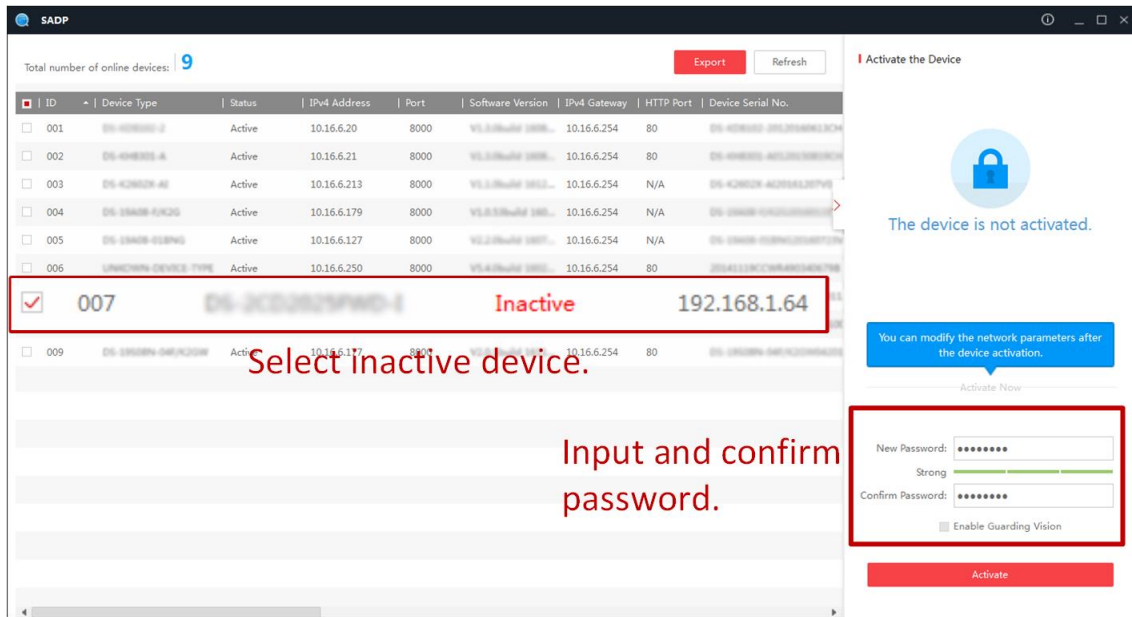 SADP
Total number of online devices: 9
Export
Refresh
ID | Device Type | Status | IPv4 Address | Port | Software Version | IPv4 Gateway | HTTP Port | Device Serial No.
001 Active 10.16.6.20 8000 10.16.6.254 80
002 Active 10.16.6.21 8000 10.16.6.254 80
003 Active 10.16.6.213 8000 10.16.6.254 N/A
004 Active 10.16.6.179 8000 10.16.6.254 N/A
005 Active 10.16.6.127 8000 10.16.6.254 N/A
006 Active 10.16.6.250 8000 10.16.6.254 80
007 Inactive 192.168.1.64
009 Active 10.16.6.177 8000 10.16.6.254 80
Select inactive device.
Input and confirm
password.
Activate the Device
The device is not activated.
You can modify the network parameters after
the device activation.
Activate Now
New Password: ●●●●●●●●
Strong
Confirm Password: ●●●●●●●●
Enable Guarding Vision
Activate